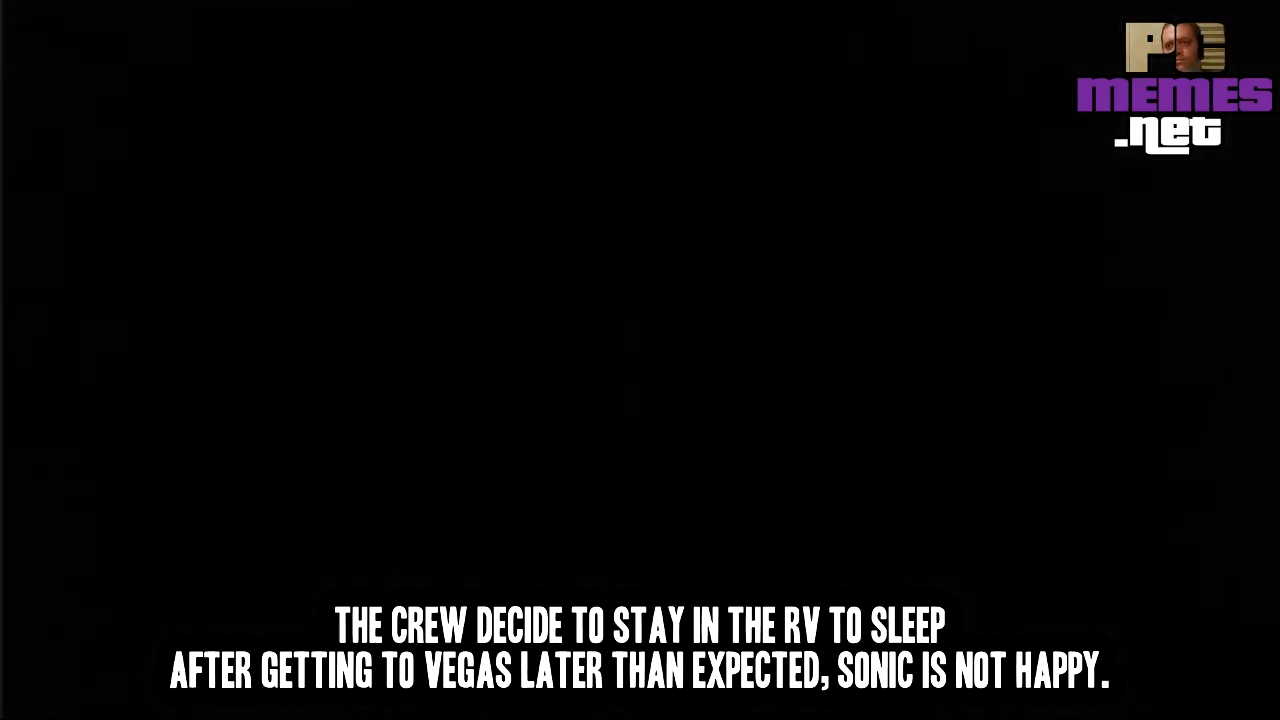 PC
MEMES
.net
THE CREW DECIDE TO STAY IN THE RV TO SLEEP
AFTER GETTING TO VEGAS LATER THAN EXPECTED, SONIC IS NOT HAPPY.